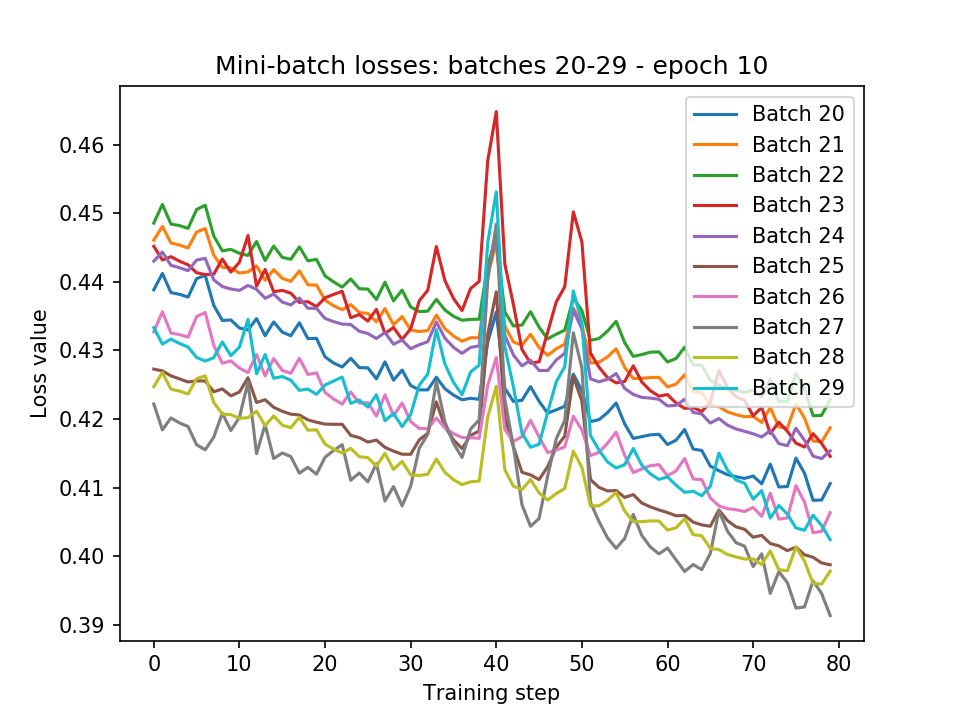 Mini-batch losses: batches 20-29 - epoch 10
Loss value
0.46
0.45
0.44
0.43
0.42
0.41
0.40
0.39
Batch 20
Batch 21
Batch 22
Batch 23
Batch 24
Batch 25
Batch 26
Batch 27
Batch 28
Batch 29
0 10 20 30 40 50 60 70 80
Training step